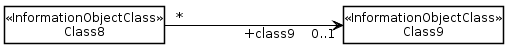 «InformationObjectClass»
Class8
*
+class9
0..1
«InformationObjectClass»
Class9